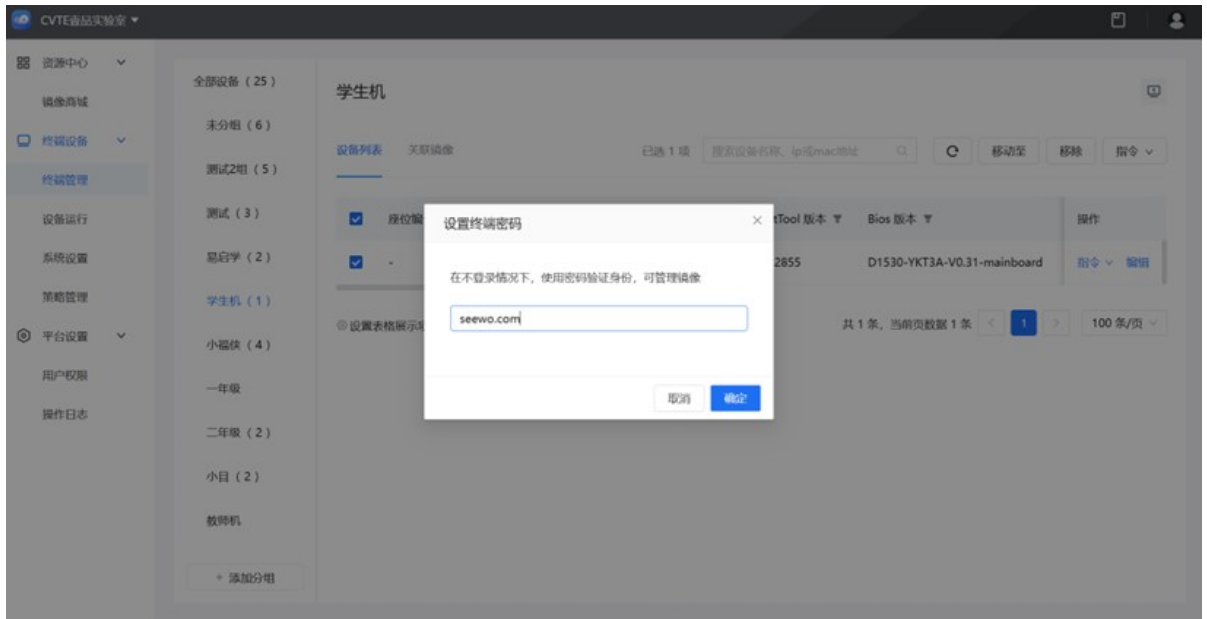 CVTE壹品实验室
资源中心
镜像商城
终端设备
终端管理
设备运行
系统设置
策略管理
平台设置
用户权限
操作日志
全部设备（25）
未分组（6）
测试2组（5）
测试（3）
易启学（2）
学生机（1）
小福侠（4）
一年级
二年级（2）
小目（2）
教师机
+ 添加分组
学生机
设备列表 关联镜像 已选 1 项 搜索设备名称、ip或mac地址 移动至 移除 指令
座位编 tTool 版本 Bios 版本 操作
- 2855 D1530-YKT3A-V0.31-mainboard 指令 编辑
设置表格展示 共 1 条，当前页数据 1 条 < 1 > 100 条/页
设置终端密码
在不登录情况下，使用密码验证身份，可管理镜像
seewo.com
取消 确定